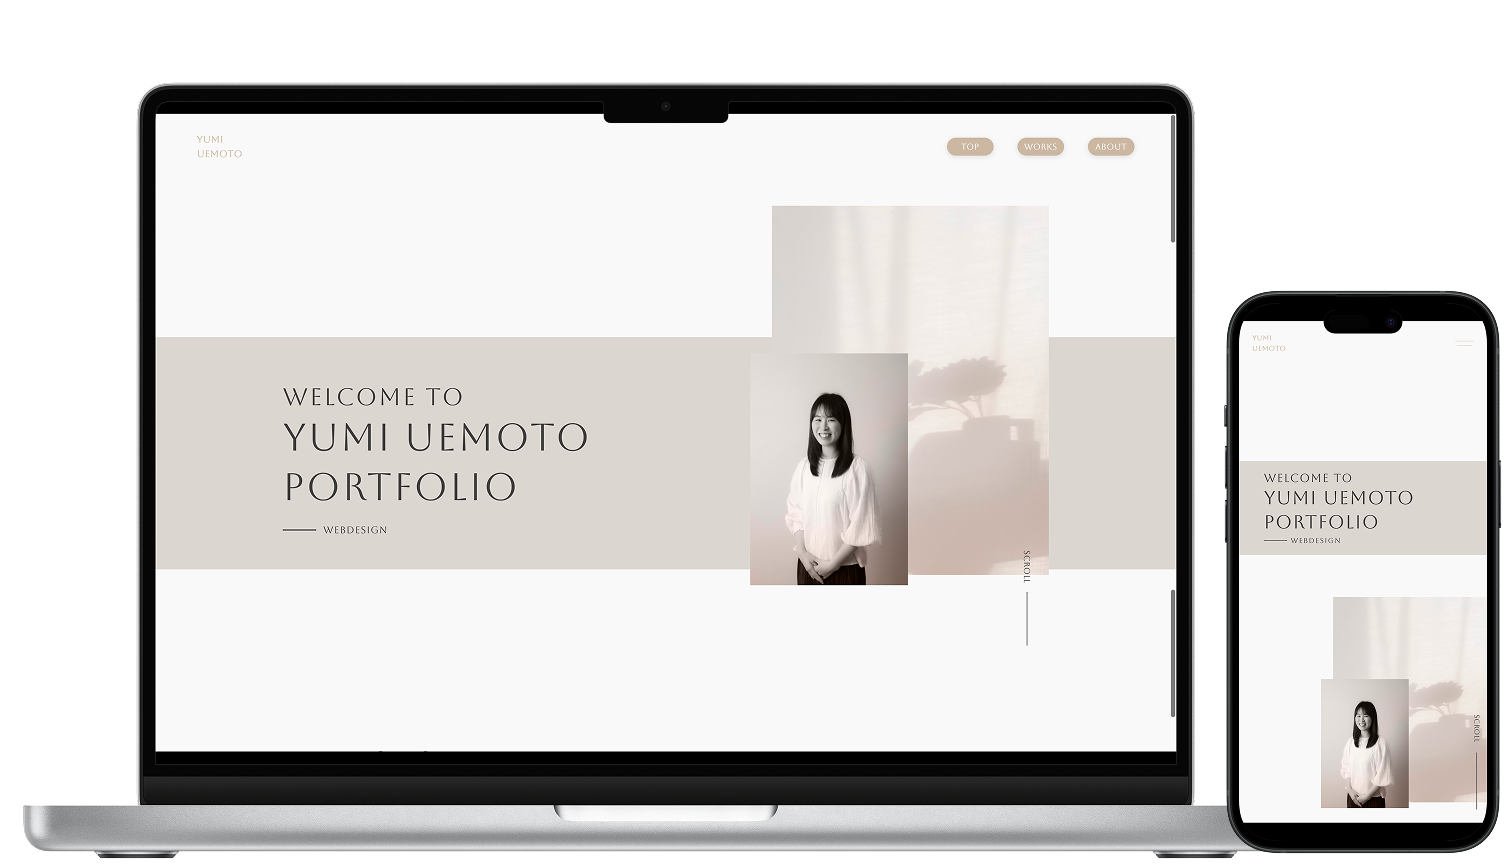 YUMI
UEMOTO
TOP
WORKS
ABOUT
WELCOME TO
YUMI UEMOTO
PORTFOLIO
WEBDESIGN
SCROLL
YUMI
UEMOTO
WELCOME TO
YUMI UEMOTO
PORTFOLIO
WEBDESIGN
SCROLL